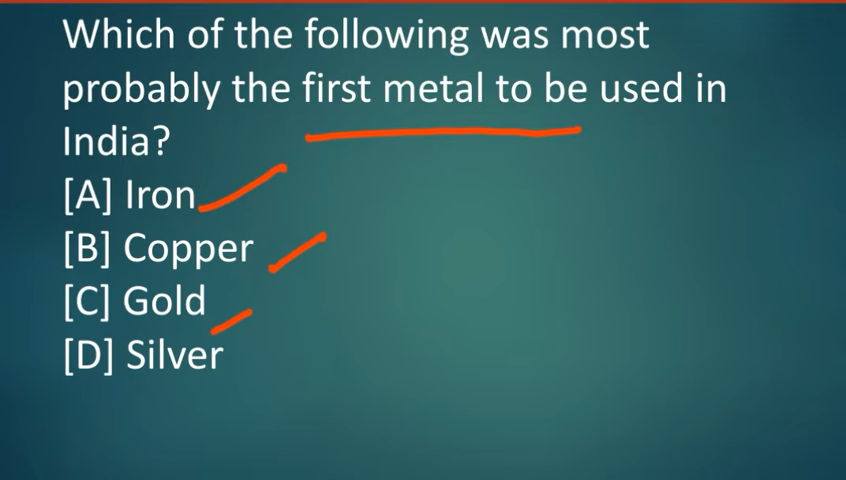 Which of the following was most
probably the first metal to be used in
India?
[A] Iron
[B] Copper
[C] Gold
[D] Silver